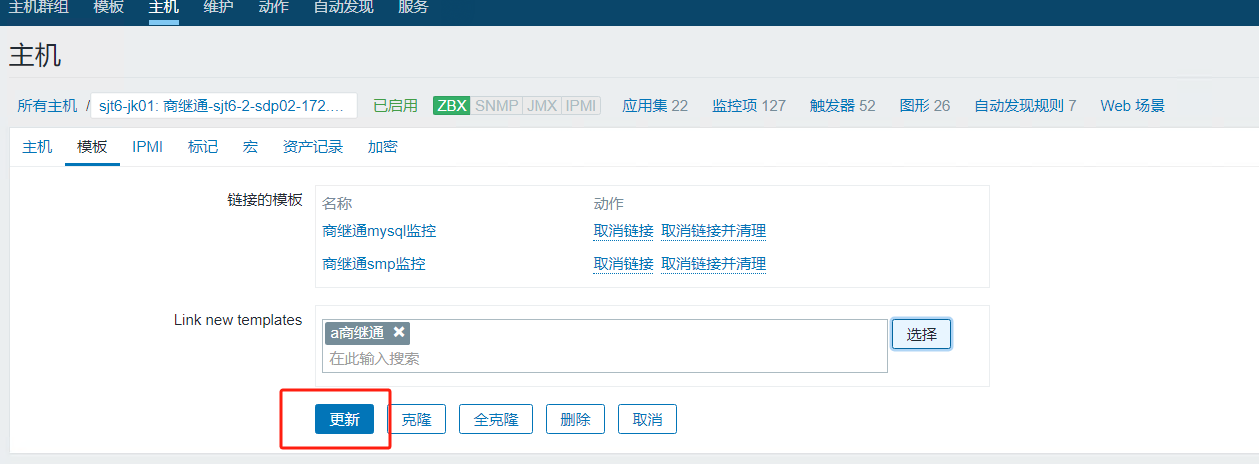 主机群组 模板 主机 维护 动作 自动发现 服务
主机
所有主机 / sjt6-jk01: 商继通-sjt6-2-sdp02-172.... 已启用 ZBX SNMP JMX IPMI 应用集 22 监控项 127 触发器 52 图形 26 自动发现规则 7 Web 场景
主机 模板 IPMI 标记 宏 资产记录 加密
链接的模板 名称 动作
商继通mysql监控 取消链接 取消链接并清理
商继通smp监控 取消链接 取消链接并清理
Link new templates a商继通 选择
在此输入搜索
更新 克隆 全克隆 删除 取消